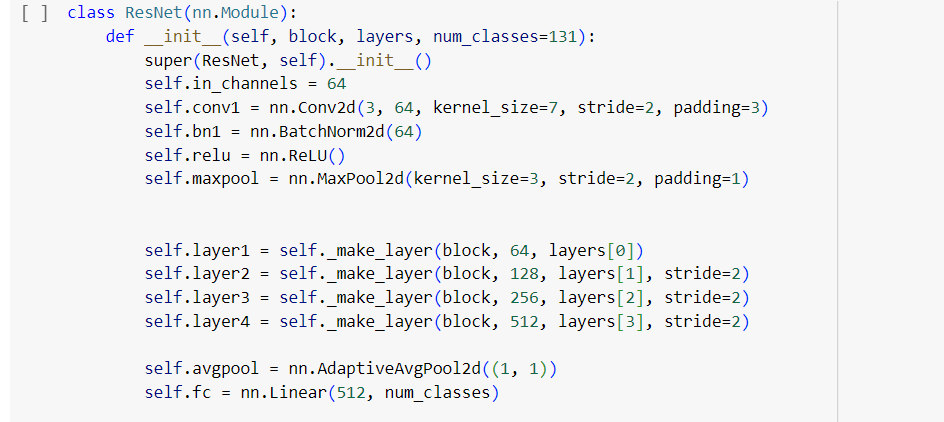 [ ] class ResNet(nn.Module):
def __init__(self, block, layers, num_classes=131):
super(ResNet, self).__init__()
self.in_channels = 64
self.conv1 = nn.Conv2d(3, 64, kernel_size=7, stride=2, padding=3)
self.bn1 = nn.BatchNorm2d(64)
self.relu = nn.ReLU()
self.maxpool = nn.MaxPool2d(kernel_size=3, stride=2, padding=1)
self.layer1 = self._make_layer(block, 64, layers[0])
self.layer2 = self._make_layer(block, 128, layers[1], stride=2)
self.layer3 = self._make_layer(block, 256, layers[2], stride=2)
self.layer4 = self._make_layer(block, 512, layers[3], stride=2)
self.avgpool = nn.AdaptiveAvgPool2d((1, 1))
self.fc = nn.Linear(512, num_classes)